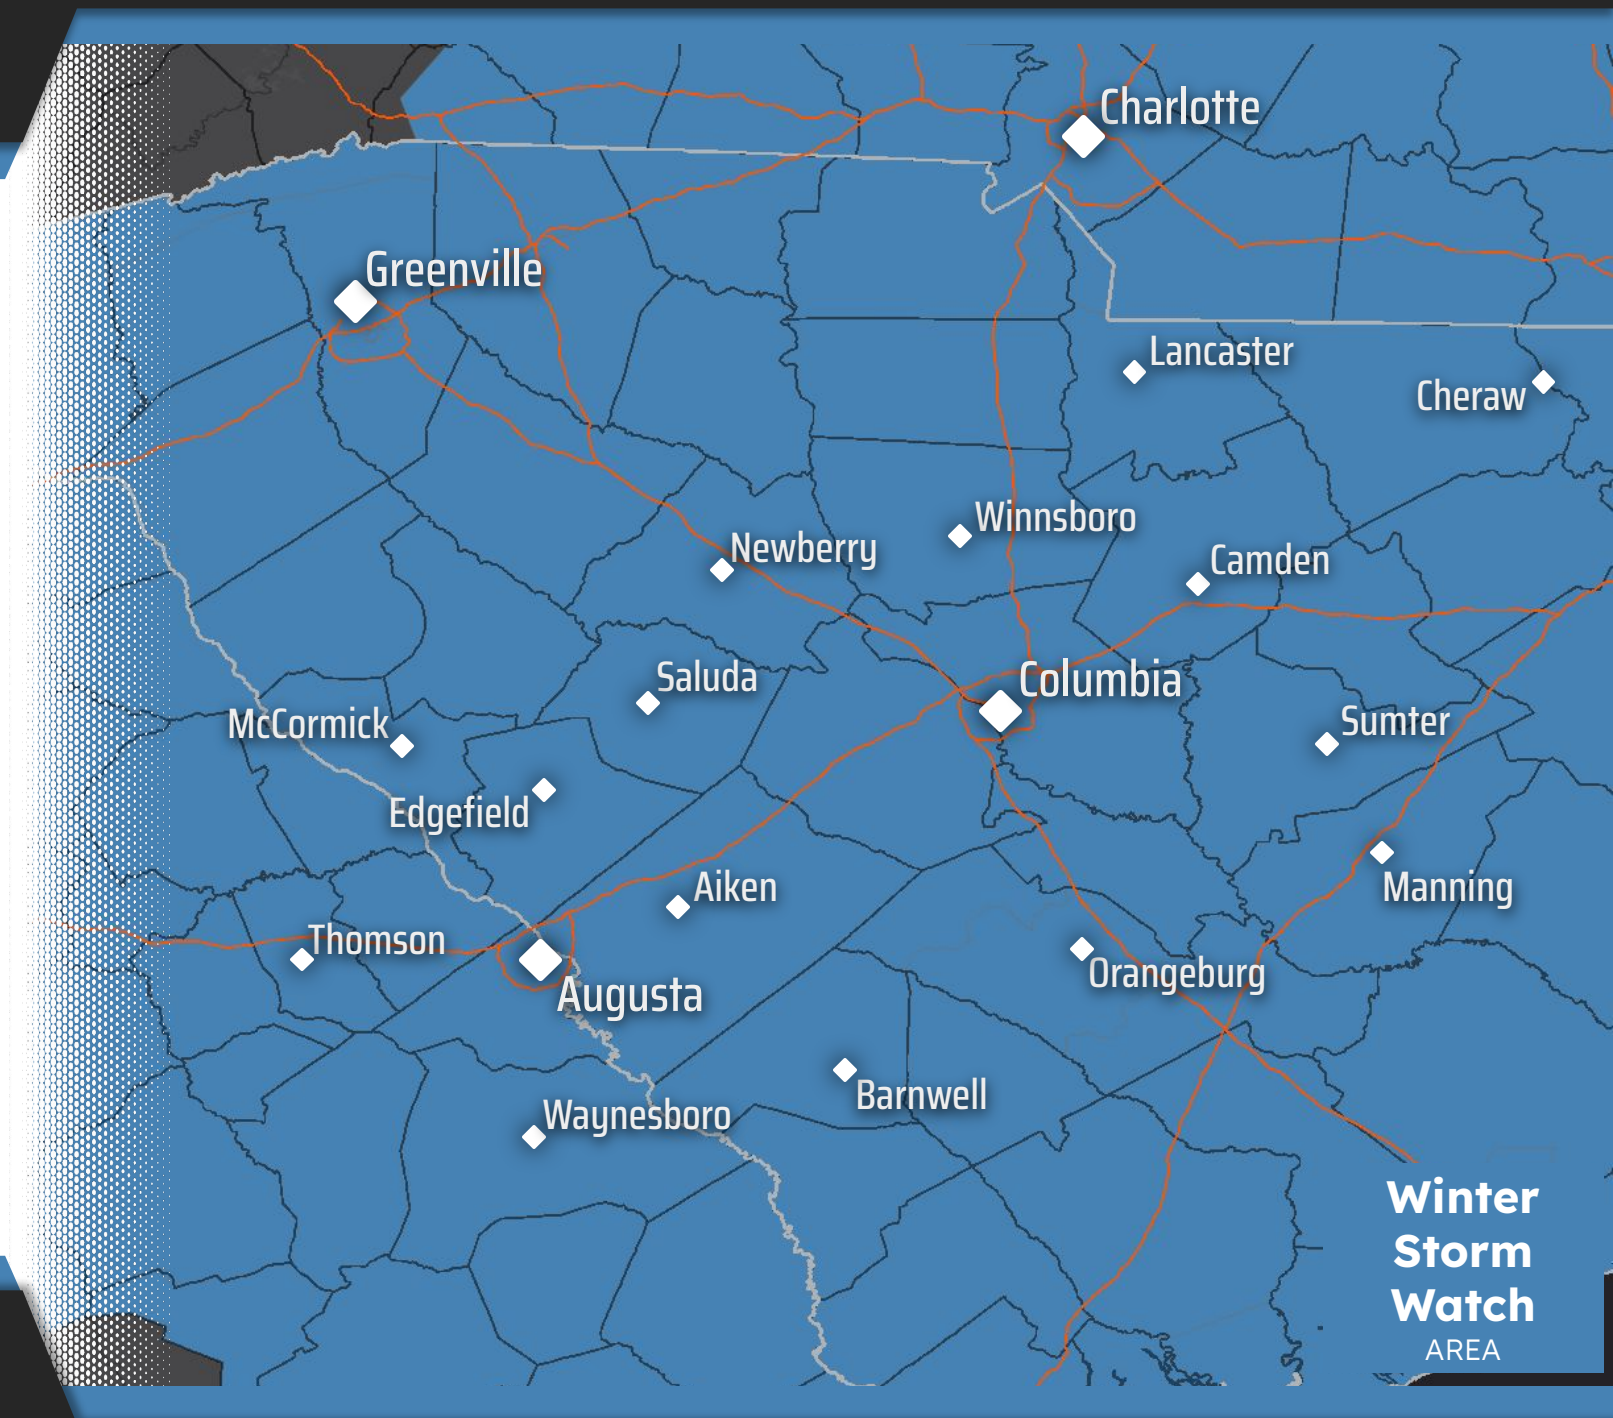 Charlotte
Greenville
Lancaster
Cheraw
Winnsboro
Newberry
Camden
Saluda
Columbia
McCormick
Sumter
Edgefield
Aiken
Manning
Thomson
Orangeburg
Augusta
Barnwell
Waynesboro
Winter
Storm
Watch
AREA